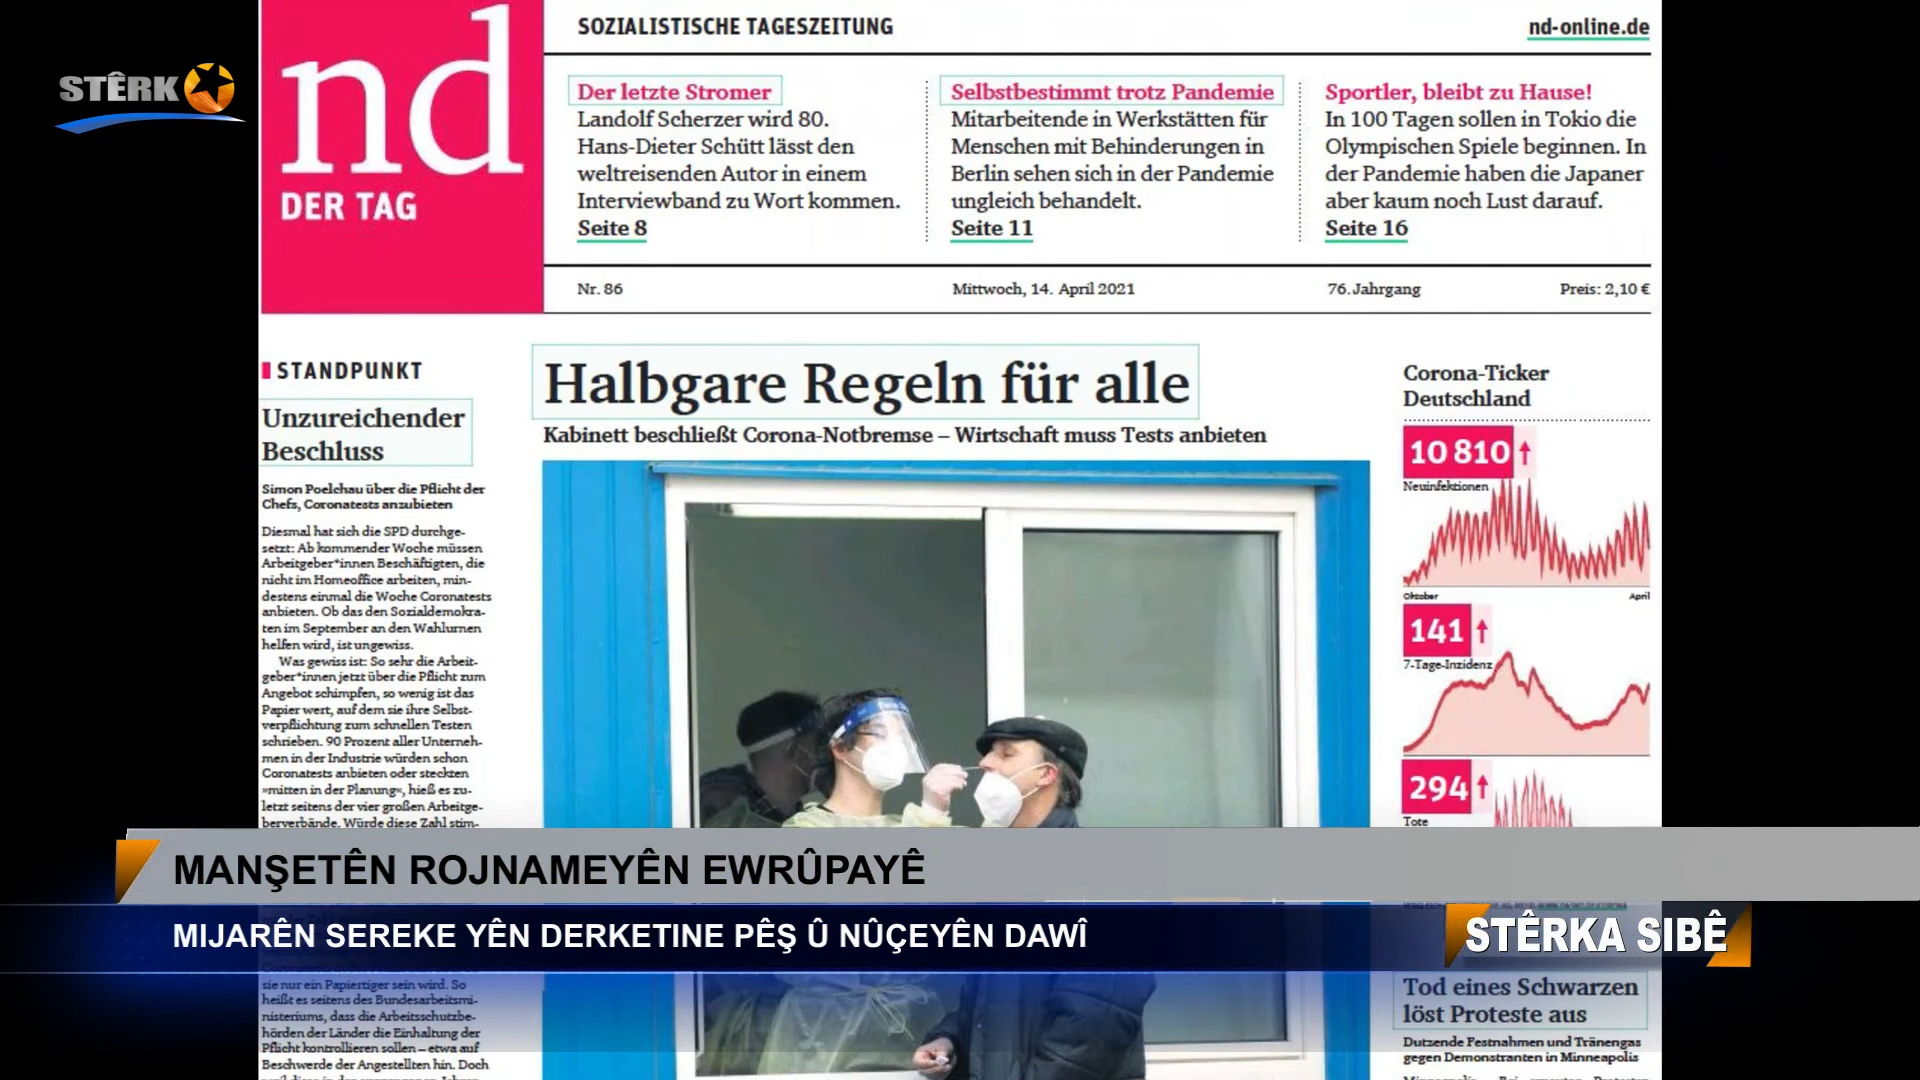 STÊRK
nd
DER TAG
SOZIALISTISCHE TAGESZEITUNG
nd-online.de
Der letzte Stromer
Landolf Scherzer wird 80.
Hans-Dieter Schütt lässt den
weltreisenden Autor in einem
Interviewband zu Wort kommen.
Seite 8
Selbstbestimmt trotz Pandemie
Mitarbeitende in Werkstätten für
Menschen mit Behinderungen in
Berlin sehen sich in der Pandemie
ungleich behandelt.
Seite 11
Sportler, bleibt zu Hause!
In 100 Tagen sollen in Tokio die
Olympischen Spiele beginnen. In
der Pandemie haben die Japaner
aber kaum noch Lust darauf.
Seite 16
Nr. 86
Mittwoch, 14. April 2021
76. Jahrgang
Preis: 2,10 €
STANDPUNKT
Unzureichender
Beschluss
Simon Poelchau über die Pflicht der
Chefs, Coronatests anzubieten
Diesmal hat sich die SPD durchge-
setzt: Ab kommender Woche müssen
Arbeitgeber*innen Beschäftigten, die
nicht im Homeoffice arbeiten, min-
destens einmal die Woche Coronatests
anbieten. Ob das den Sozialdemokra-
ten im September an den Wahlurnen
helfen wird, ist ungewiss.
Was gewiss ist: So sehr die Arbeit-
geber*innen jetzt über die Pflicht zum
Angebot schimpfen, so wenig ist das
Papier wert, auf dem sie ihre Selbst-
verpflichtung zum schnellen Testen
schrieben. 90 Prozent aller Unterneh-
men in der Industrie würden schon
Coronatests anbieten oder steckten
»mitten in der Planung«, hieß es zu-
letzt seitens der vier großen Arbeitge-
berverbände. Würde diese Zahl stim-
sie nur ein Papiertiger sein wird. So
heißt es seitens des Bundesarbeitsmi-
nisteriums, dass die Arbeitsschutzbe-
hörden der Länder die Einhaltung der
Pflicht kontrollieren sollen – etwa auf
Beschwerde der Angestellten hin. Doch
Halbgare Regeln für alle
Kabinett beschließt Corona-Notbremse – Wirtschaft muss Tests anbieten
Corona-Ticker
Deutschland
10 810
Neuinfektionen
Oktober April
141
7-Tage-Inzidenz
294
Tote
Tod eines Schwarzen
löst Proteste aus
Dutzende Festnahmen und Tränengas
gegen Demonstranten in Minneapolis
MANŞETÊN ROJNAMEYÊN EWRÛPAYÊ
MIJARÊN SEREKE YÊN DERKETINE PÊŞ Û NÛÇEYÊN DAWÎ
STÊRKA SIBÊ